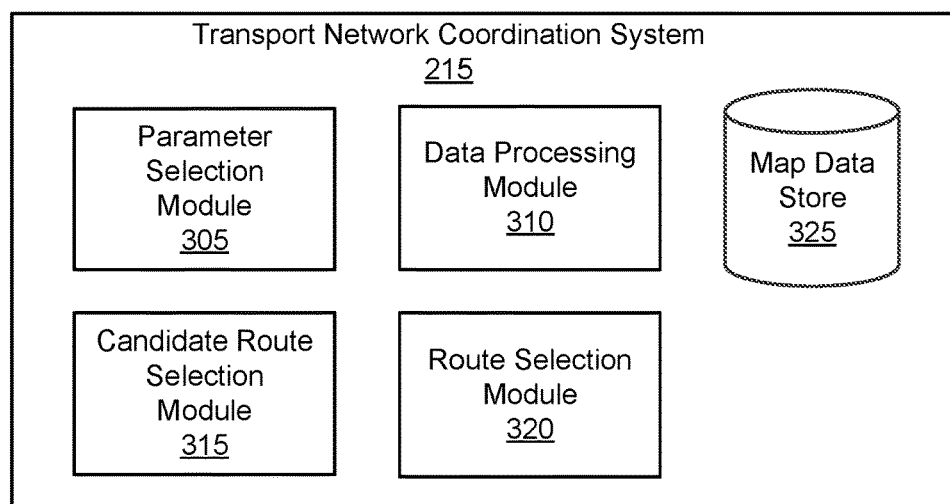 Transport Network Coordination System
215
Parameter
Selection
Module
305
Data Processing
Module
310
Map Data
Store
325
Candidate Route
Selection
Module
315
Route Selection
Module
320